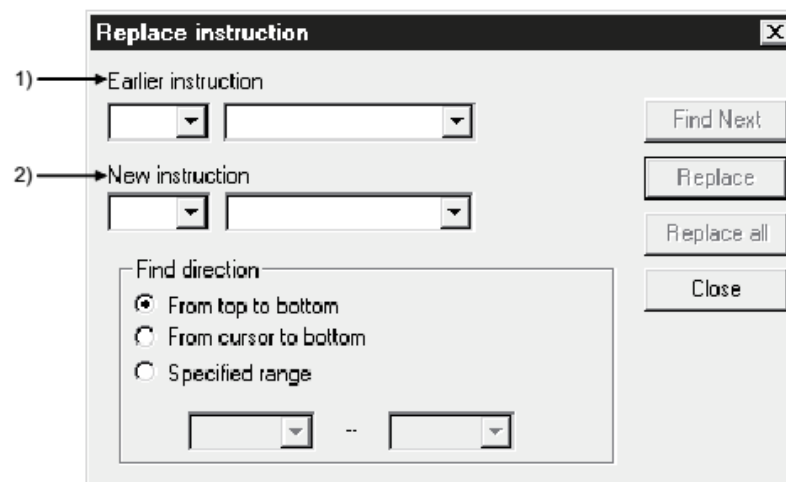 Replace instruction
1)
Earlier instruction
Find Next
2)
New instruction
Replace
Replace all
Find direction
Close
From top to bottom
From cursor to bottom
Specified range
--